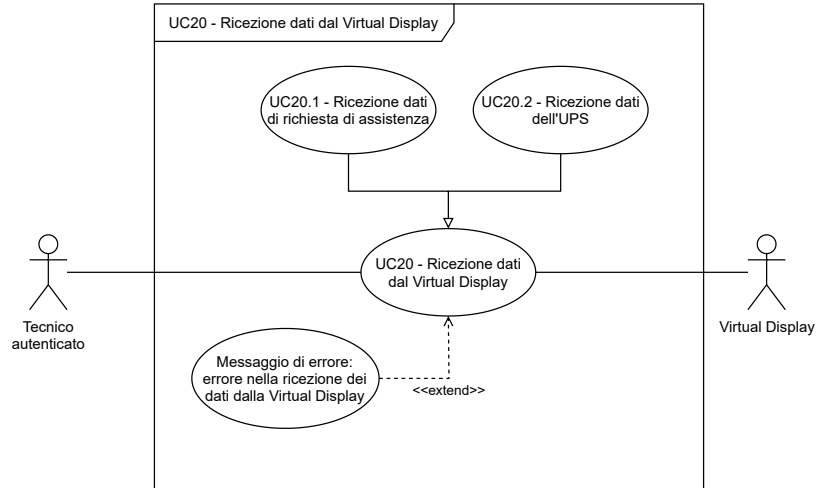 UC20 - Ricezione dati dal Virtual Display
UC20.1 - Ricezione dati
di richiesta di assistenza
UC20.2 - Ricezione dati
dell'UPS
UC20 - Ricezione dati
dal Virtual Display
Tecnico
autenticato
Virtual Display
Messaggio di errore:
errore nella ricezione dei
dati dalla Virtual Display
<<extend>>